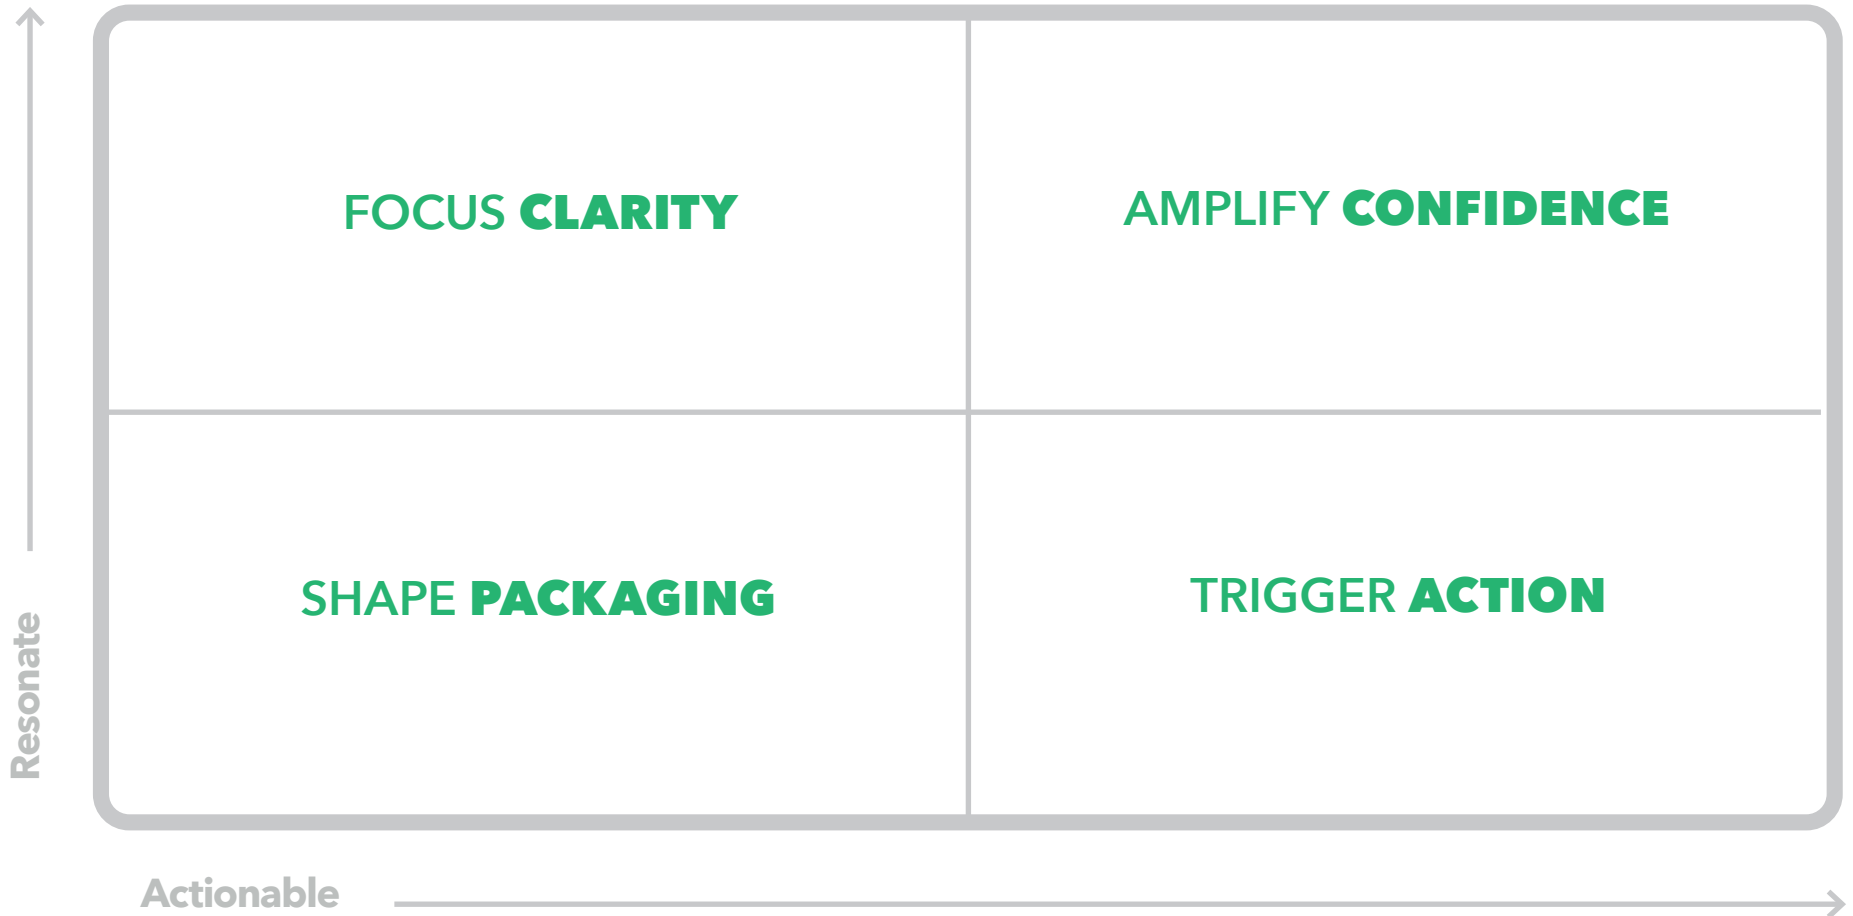 FOCUS CLARITY
AMPLIFY CONFIDENCE
SHAPE PACKAGING
TRIGGER ACTION
Resonate
Actionable